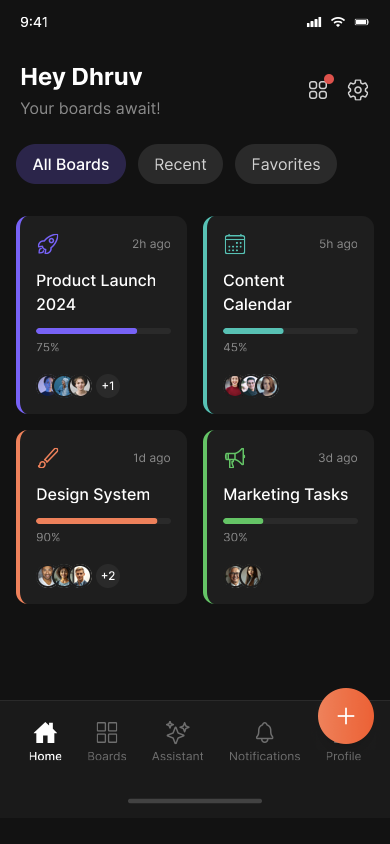 9:41
Hey Dhruv
Your boards await!
All Boards
Recent
Favorites
2h ago
Product Launch
2024
75%
+1
5h ago
Content
Calendar
45%
1d ago
Design System
90%
+2
3d ago
Marketing Tasks
30%
Home
Boards
Assistant
Notifications
Profile